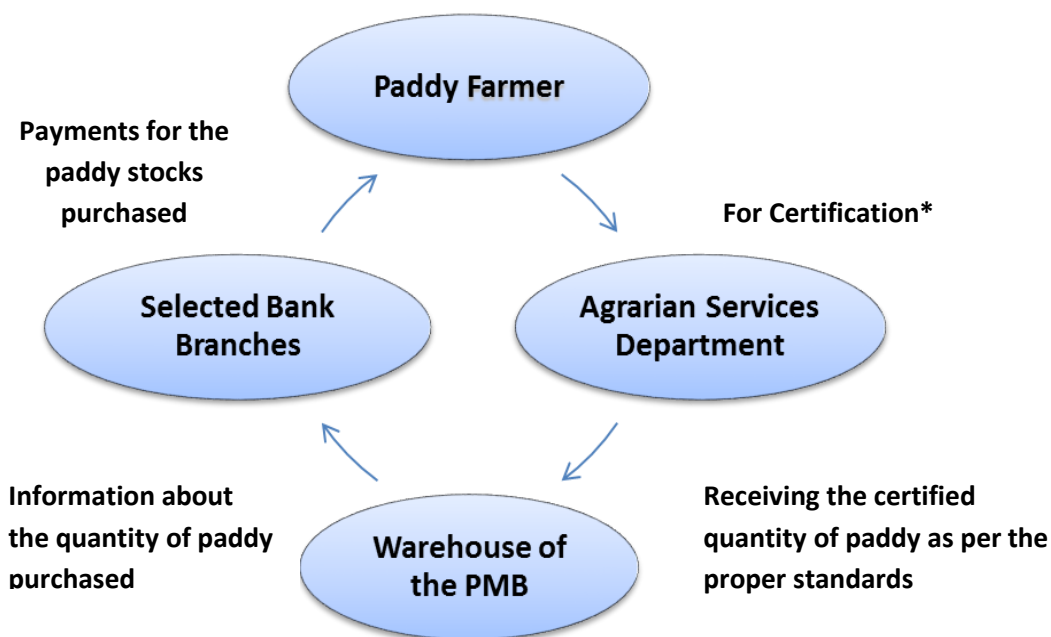 Paddy Farmer
Payments for the
paddy stocks
purchased
For Certification*
Selected Bank
Branches
Agrarian Services
Department
Information about
the quantity of paddy
purchased
Warehouse of
the PMB
Receiving the certified
quantity of paddy as per the
proper standards